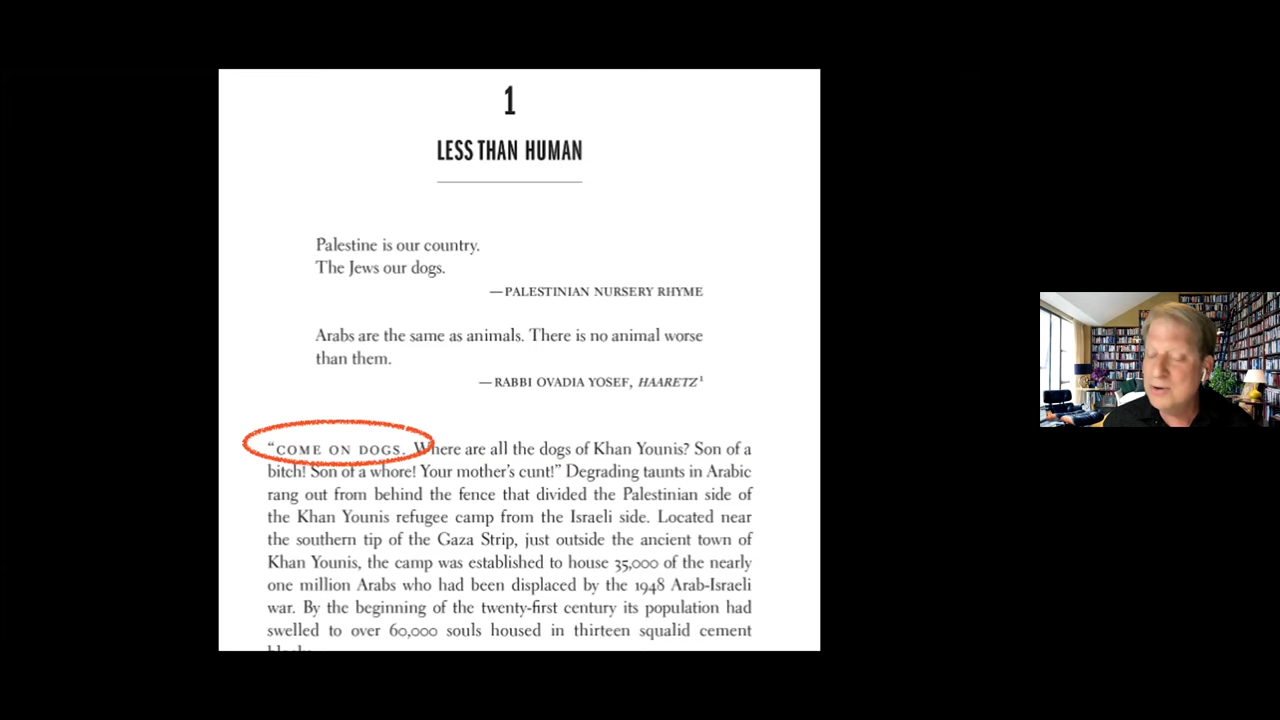 1
LESS THAN HUMAN
Palestine is our country.
The Jews our dogs.
—PALESTINIAN NURSERY RHYME
Arabs are the same as animals. There is no animal worse
than them.
—RABBI OVADIA YOSEF, HAARETZ¹
“COME ON DOGS. Where are all the dogs of Khan Younis? Son of a
bitch! Son of a whore! Your mother’s cunt!” Degrading taunts in Arabic
rang out from behind the fence that divided the Palestinian side of
the Khan Younis refugee camp from the Israeli side. Located near
the southern tip of the Gaza Strip, just outside the ancient town of
Khan Younis, the camp was established to house 35,000 of the nearly
one million Arabs who had been displaced by the 1948 Arab-Israeli
war. By the beginning of the twenty-first century its population had
swelled to over 60,000 souls housed in thirteen squalid cement